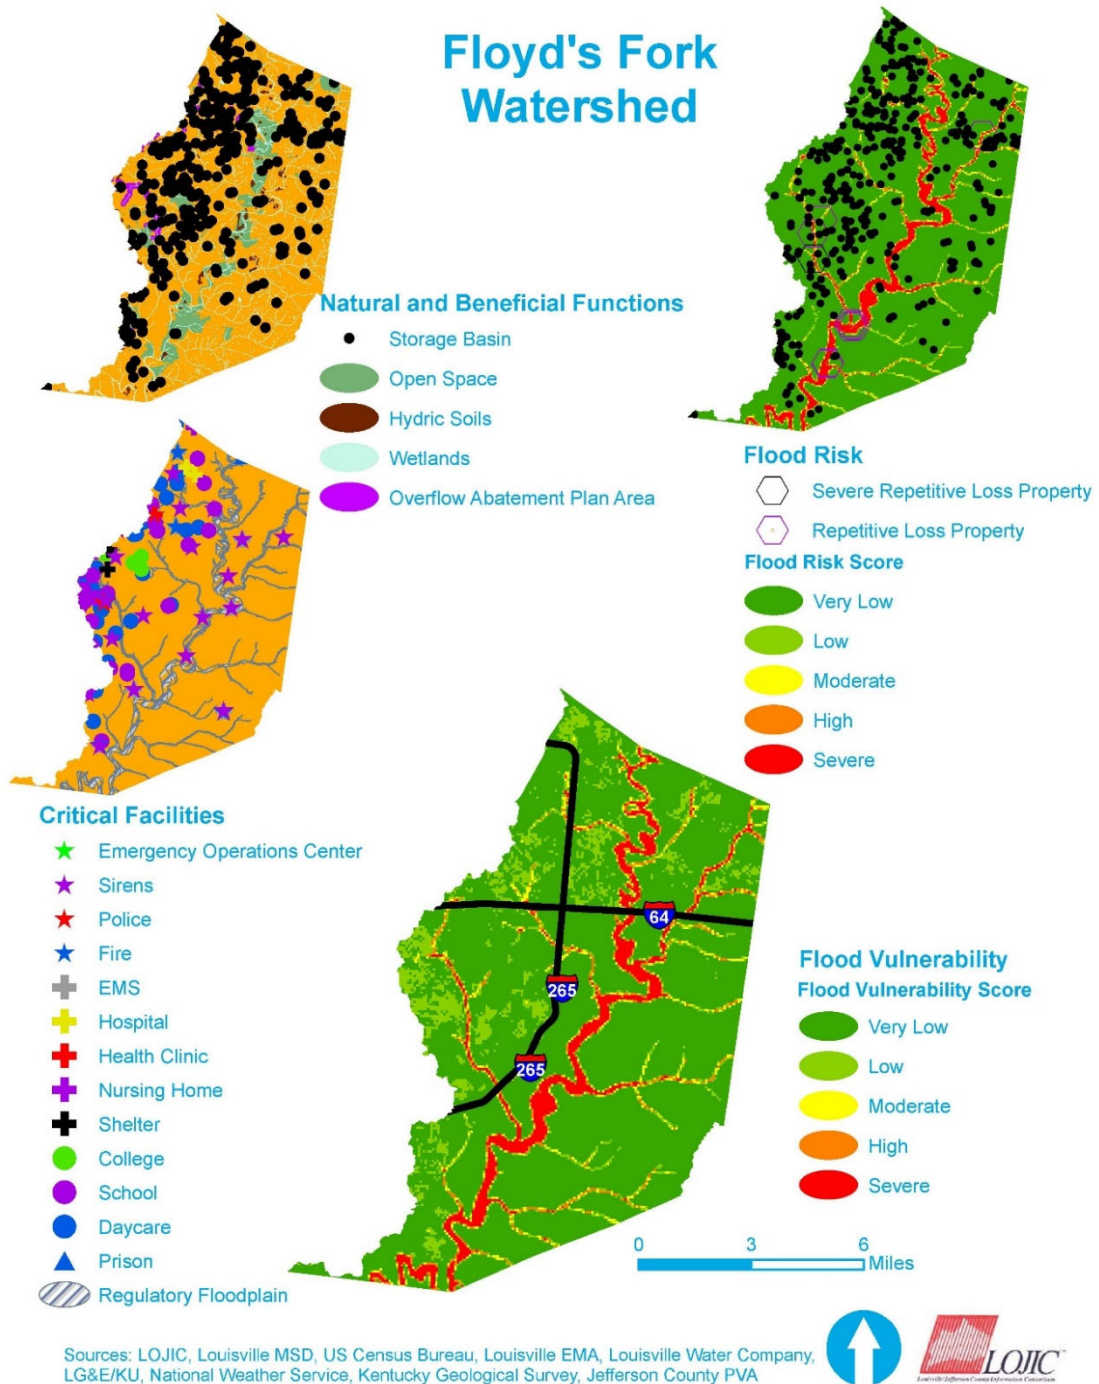 Floyd's Fork
Watershed
Natural and Beneficial Functions
Storage Basin
Open Space
Hydric Soils
Wetlands
Overflow Abatement Plan Area
Flood Risk
Severe Repetitive Loss Property
Repetitive Loss Property
Flood Risk Score
Very Low
Low
Moderate
High
Severe
Critical Facilities
Emergency Operations Center
Sirens
Police
Fire
EMS
Hospital
Health Clinic
Nursing Home
Shelter
College
School
Daycare
Prison
Regulatory Floodplain
64
265
265
Flood Vulnerability
Flood Vulnerability Score
Very Low
Low
Moderate
High
Severe
0 3 6
Miles
Sources: LOJIC, Louisville MSD, US Census Bureau, Louisville EMA, Louisville Water Company,
LG&E/KU, National Weather Service, Kentucky Geological Survey, Jefferson County PVA
LOJIC
Louisville/Jefferson County Information Consortium